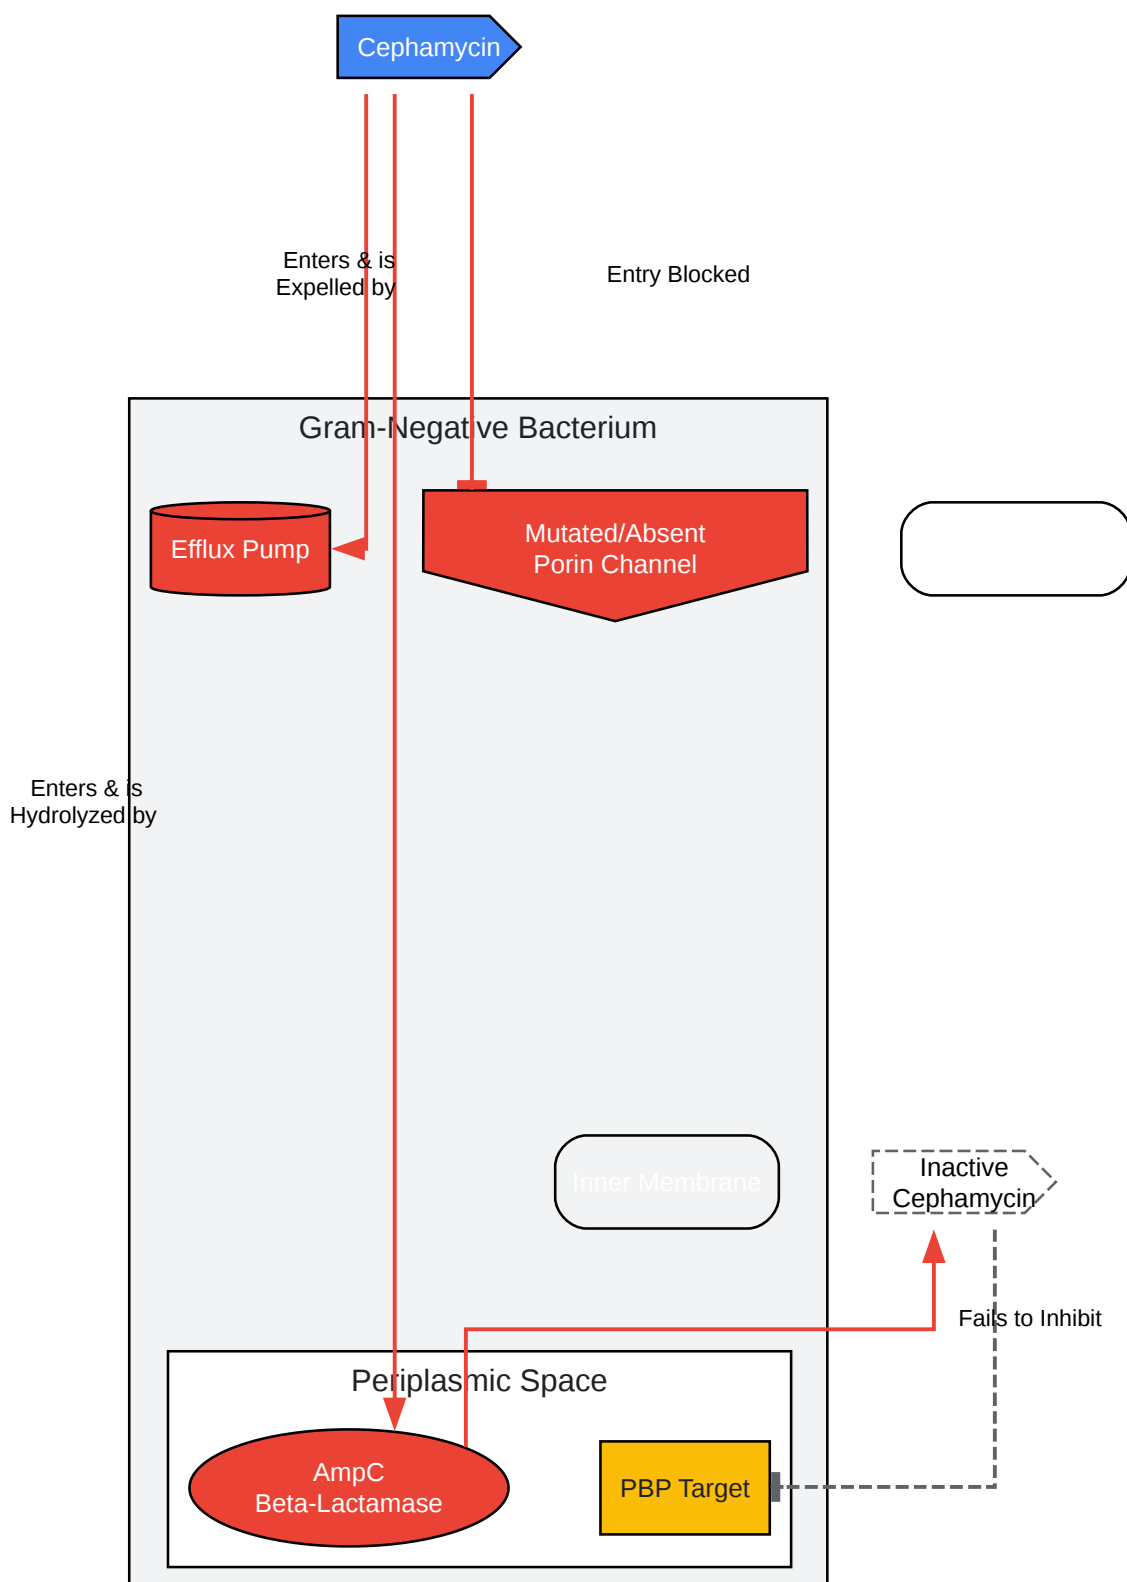 Cephamycin
Enters & is
Expelled by
Entry Blocked
Gram-Negative Bacterium
Efflux Pump
Mutated/Absent
Porin Channel
Enters & is
Hydrolyzed by
Inner Membrane
Inactive
Cephamycin
Fails to Inhibit
Periplasmic Space
AmpC
Beta-Lactamase
PBP Target